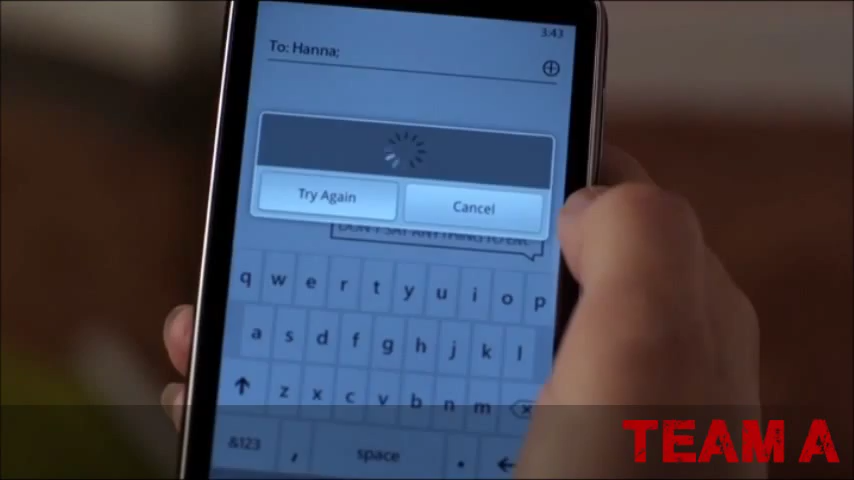 3:43
To: Hanna;
Try Again
Cancel
DON'T SAY ANYTHING TO EM.
q w e r t y u i o p
a s d f g h j k l
z x c v b n m
&123 , space .
TEAM A